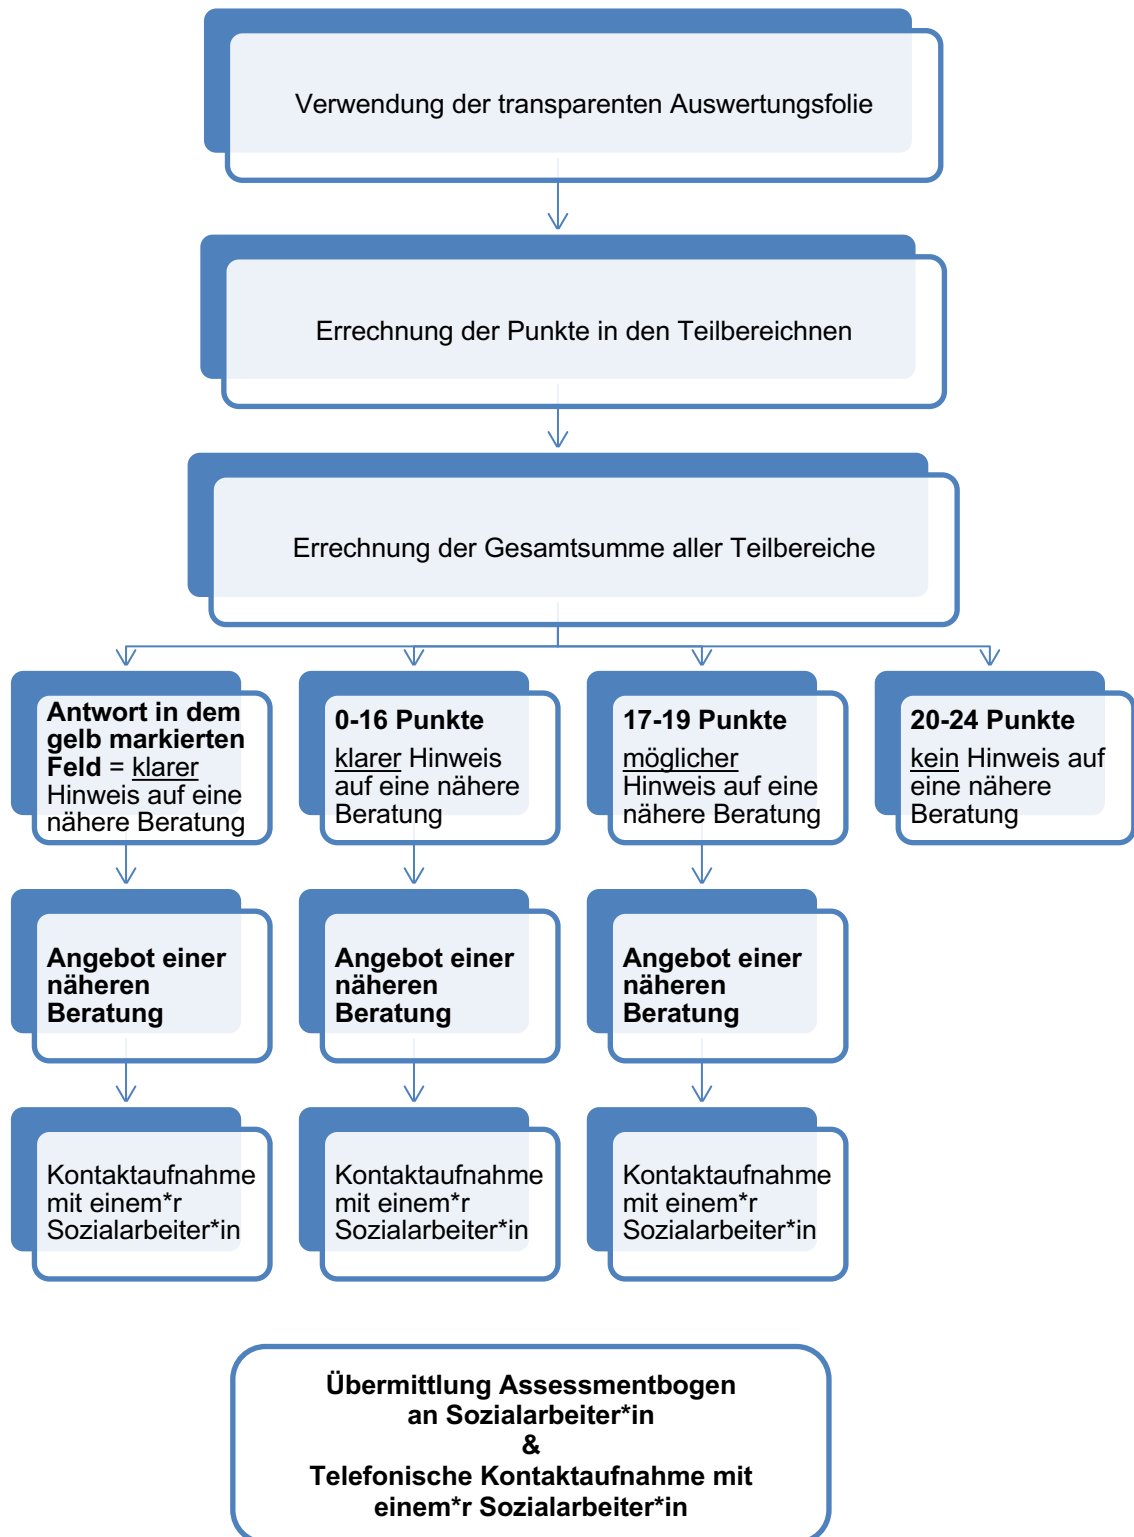 Verwendung der transparenten Auswertungsfolie
Errechnung der Punkte in den Teilbereichnen
Errechnung der Gesamtsumme aller Teilbereiche
Antwort in dem
gelb markierten
Feld = klarer
Hinweis auf eine
nähere Beratung
0-16 Punkte
klarer Hinweis
auf eine nähere
Beratung
17-19 Punkte
möglicher
Hinweis auf eine
nähere Beratung
20-24 Punkte
kein Hinweis auf
eine nähere
Beratung
Angebot einer
näheren
Beratung
Angebot einer
näheren
Beratung
Angebot einer
näheren
Beratung
Kontaktaufnahme
mit einem*r
Sozialarbeiter*in
Kontaktaufnahme
mit einem*r
Sozialarbeiter*in
Kontaktaufnahme
mit einem*r
Sozialarbeiter*in
Übermittlung Assessmentbogen
an Sozialarbeiter*in
&
Telefonische Kontaktaufnahme mit
einem*r Sozialarbeiter*in